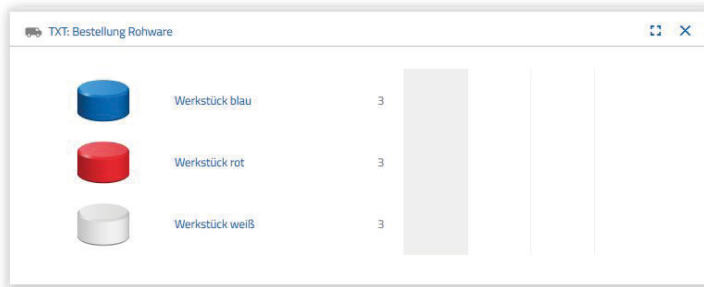 TXT: Bestellung Rohware
Werkstück blau 3
Werkstück rot 3
Werkstück weiß 3